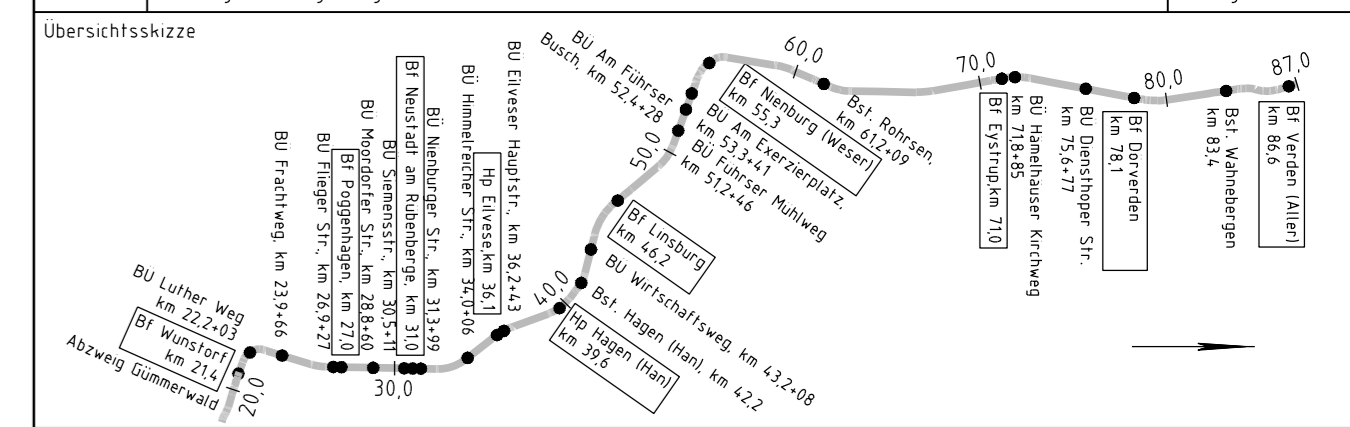 Übersichtsskizze
Abzweig Gümmerwald
20,0
Bf Wunstorf
km 21,4
BÜ Luther Weg
km 22,2+03
BÜ Frachtweg, km 23,9+66
BÜ Flieger Str., km 26,9+27
Bf Poggenhagen, km 27,0
BÜ Moordorfer Str., km 28,8+60
BÜ Siemensstr., km 30,5+11
30,0
Bf Neustadt am Rubenberge, km 31,0
BÜ Nienburger Str., km 31,3+99
BÜ Himmelreicher Str., km 34,0+06
Hp Eilvese,km 36,1
BÜ Eilveser Hauptstr., km 36,2+43
40,0
Hp Hagen (Han)
km 39,6
Bst. Hagen (Han), km 42,2
BÜ Wirtschaftsweg, km 43,2+08
Bf Linsburg
km 46,2
50,0
BÜ Führser Mühlweg
km 51,2+46
BÜ Am Führser
Busch, km 52,4+28
BÜ Am Exerzierplatz,
km 53,3+41
Bf Nienburg (Weser)
km 55,3
60,0
Bst. Rohrsen,
km 61,2+09
70,0
Bf Eystrup,km 71,0
BÜ Hämelhäuser Kirchweg
km 71,8+85
BÜ Diensthoper Str.
km 75,6+77
Bf Dorverden
km 78,1
80,0
Bst. Wahnebergen
km 83,4
Bf Verden (Aller)
km 86,6
87,0